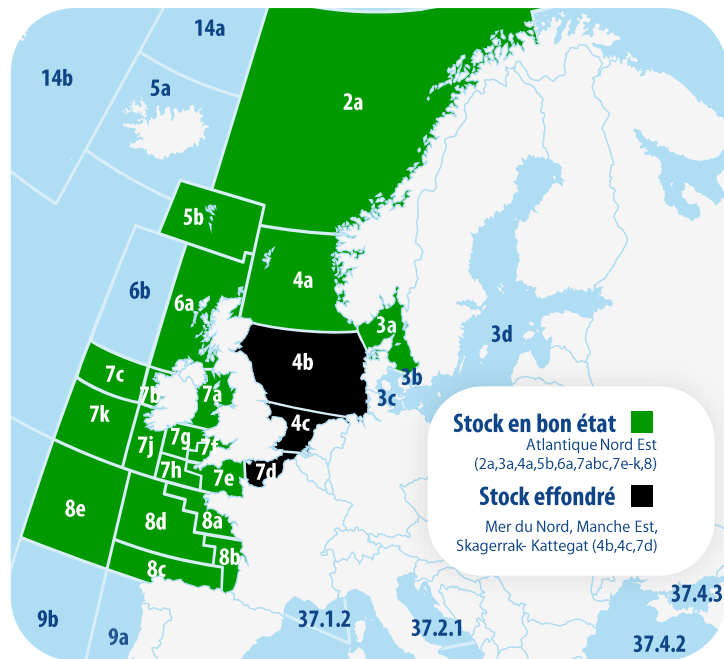 14a
14b
5a
2a
5b
4a
6b
6a
3a
3d
4b
7c
7b
7a
3b
3c
7k
4c
7j
7g
7f
7h
7d
7e
8e
8d
8a
8b
8c
9b
9a
37.1.2
37.2.1
37.4.3
37.4.2
Stock en bon état
Atlantique Nord Est
(2a,3a,4a,5b,6a,7abc,7e-k,8)
Stock effondré
Mer du Nord, Manche Est,
Skagerrak- Kattegat (4b,4c,7d)